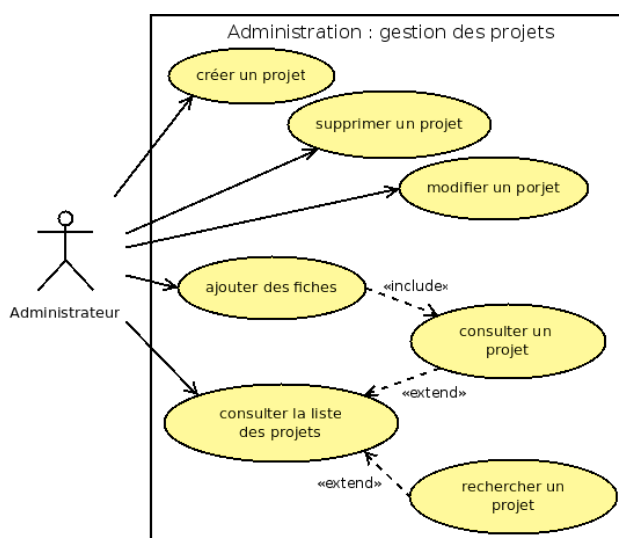 Administration : gestion des projets
créer un projet
supprimer un projet
modifier un porjet
ajouter des fiches
«include»
Administrateur
consulter un
projet
«extend»
consulter la liste
des projets
«extend»
rechercher un
projet